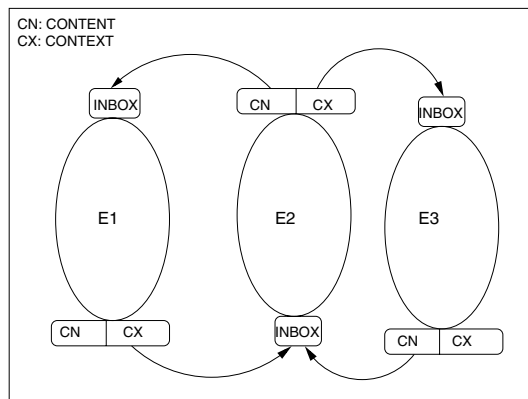 CN: CONTENT
CX: CONTEXT
INBOX
CN CX
INBOX
E1
E2
E3
CN CX
INBOX
CN CX